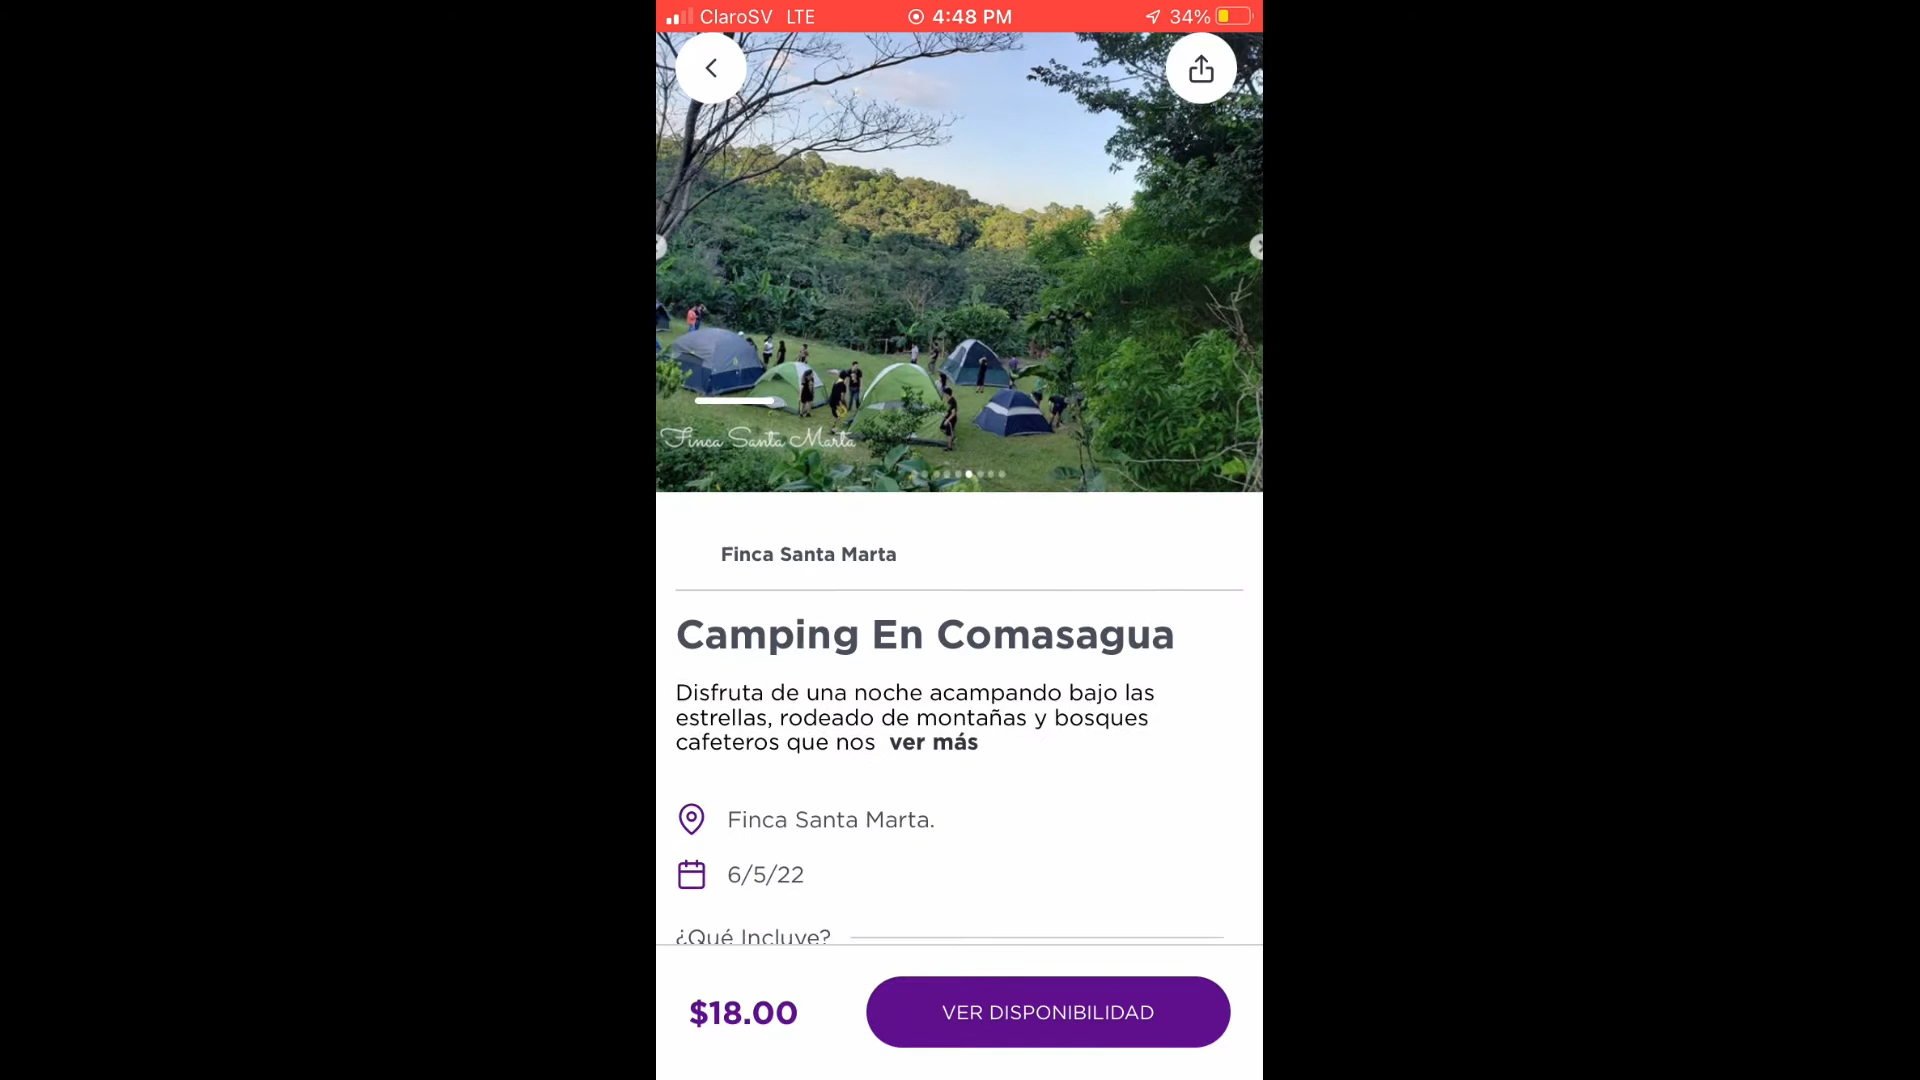 ClaroSV LTE 4:48 PM 34%
Finca Santa Marta
Finca Santa Marta
Camping En Comasagua
Disfruta de una noche acampando bajo las
estrellas, rodeado de montañas y bosques
cafeteros que nos ver más
Finca Santa Marta.
6/5/22
¿Qué Incluye?
$18.00 VER DISPONIBILIDAD